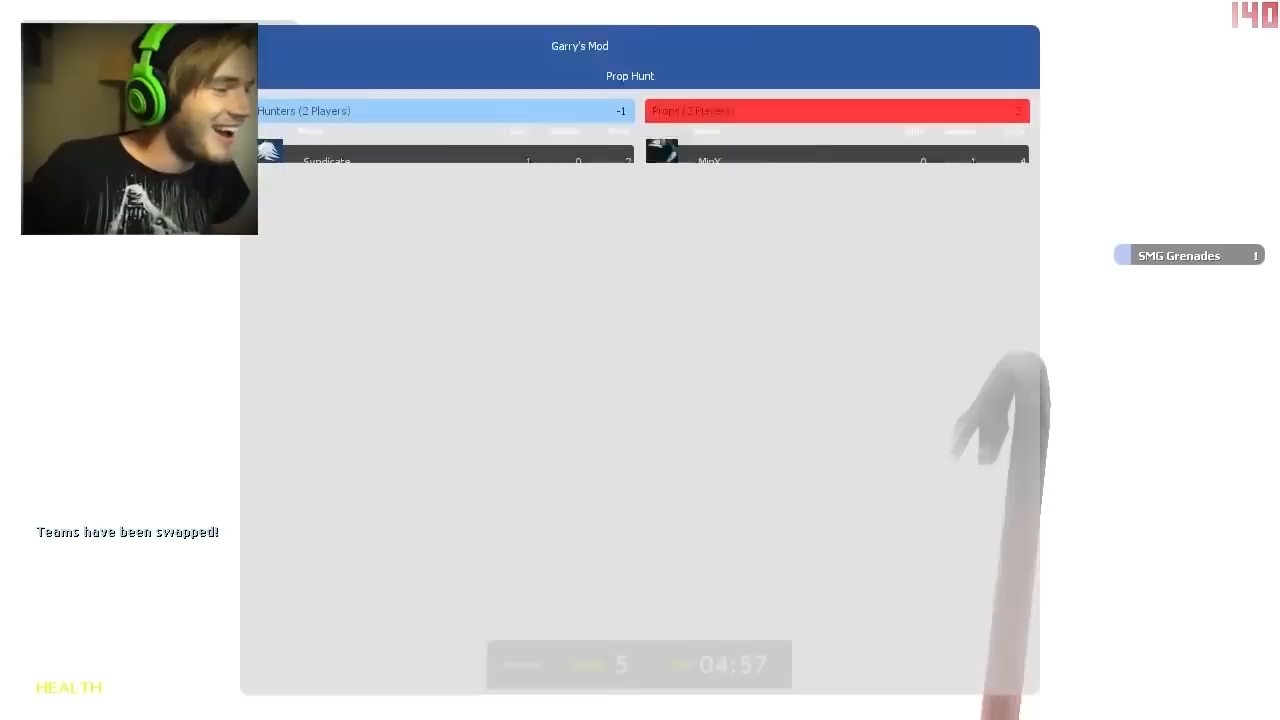 140
Garry's Mod
Prop Hunt
Hunters (2 Players) -1
Props (2 Players)
Syndicate 1 0 2
MinX 0 1 4
SMG Grenades 1
Teams have been swapped!
5 04:57
HEALTH